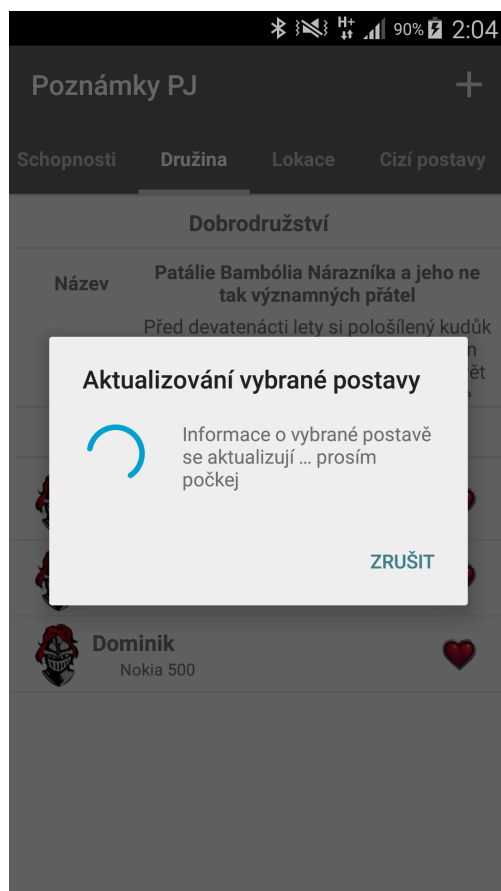 H+ 90% 2:04
Poznámky PJ
Schopnosti Družina Lokace Cizí postavy
Dobrodružství
Název
Patálie Bambólia Nárazníka a jeho ne
tak významných přátel
Před devatenácti lety si pološílený kudůk
Aktualizování vybrané postavy
Informace o vybrané postavě
se aktualizují ... prosím
počkej
ZRUŠIT
Dominik
Nokia 500